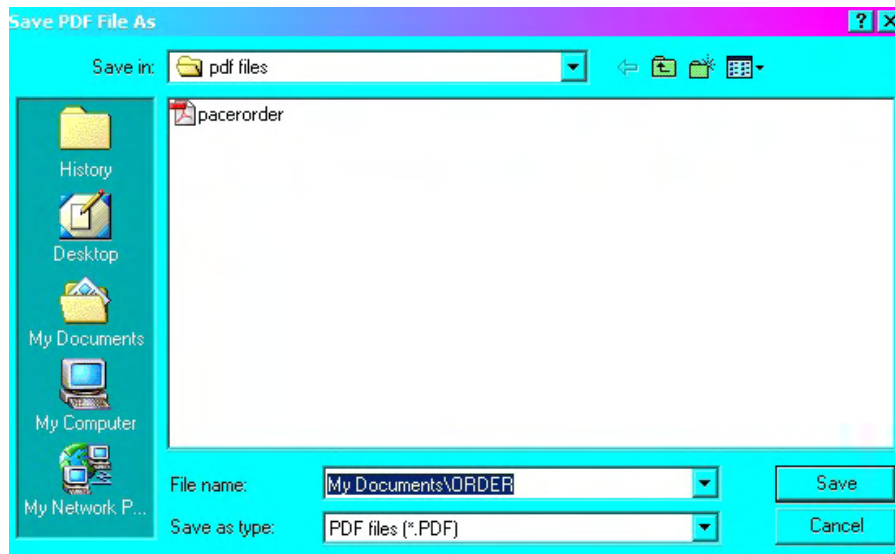 Save PDF File As
Save in: pdf files
pacerorder
History
Desktop
My Documents
My Computer
My Network P...
File name: My Documents\ORDER Save
Save as type: PDF files (*.PDF) Cancel